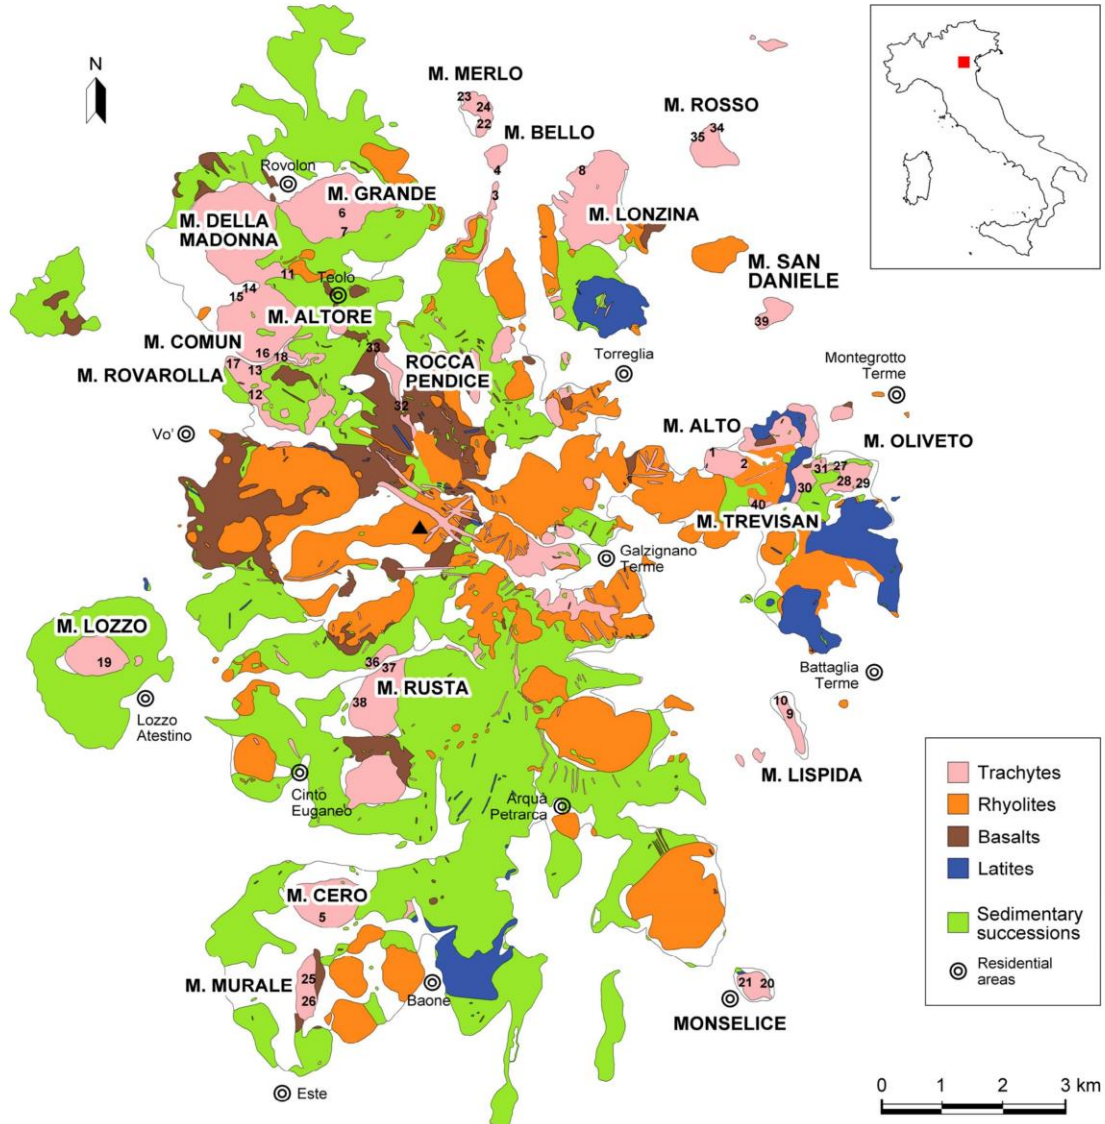 N
M. MERLO
23
24
22
M. BELLO
4
3
M. ROSSO
34
35
8
M. LONZINA
Rovolon
M. GRANDE
6
7
M. DELLA
MADONNA
11
Teolo
14
15
M. ALTORE
M. COMUN
16
18
17
13
M. ROVAROLLA
12
33
ROCCA
PENDICE
32
M. SAN
DANIELE
39
Torreglia
Montegrotto
Terme
Vo'
M. ALTO
1
2
M. OLIVETO
31
27
28
29
30
40
M. TREVISAN
Galzignano
Terme
M. LOZZO
19
Lozzo
Atestino
36
37
M. RUSTA
38
Battaglia
Terme
10
9
M. LISPIDA
Cinto
Euganeo
Arquà
Petrarca
M. CERO
5
M. MURALE
25
26
Baone
21
20
MONSELICE
Este
Trachytes
Rhyolites
Basalts
Latites
Sedimentary
successions
Residential
areas
0 1 2 3 km